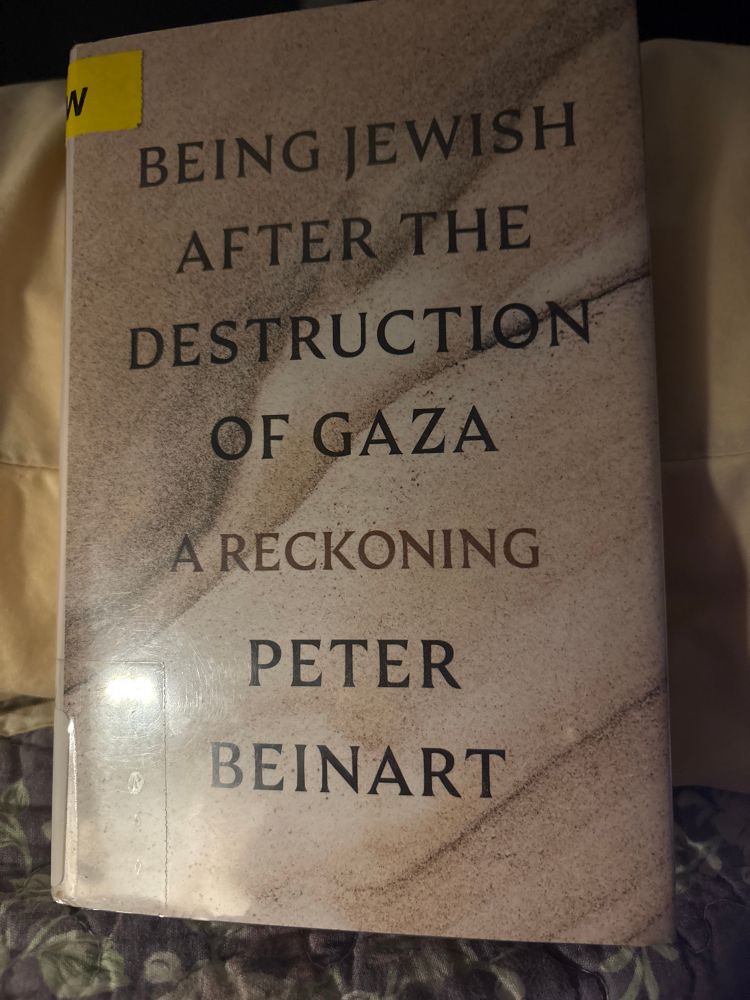 W
BEING JEWISH
AFTER THE
DESTRUCTION
OF GAZA
A RECKONING
PETER
BEINART